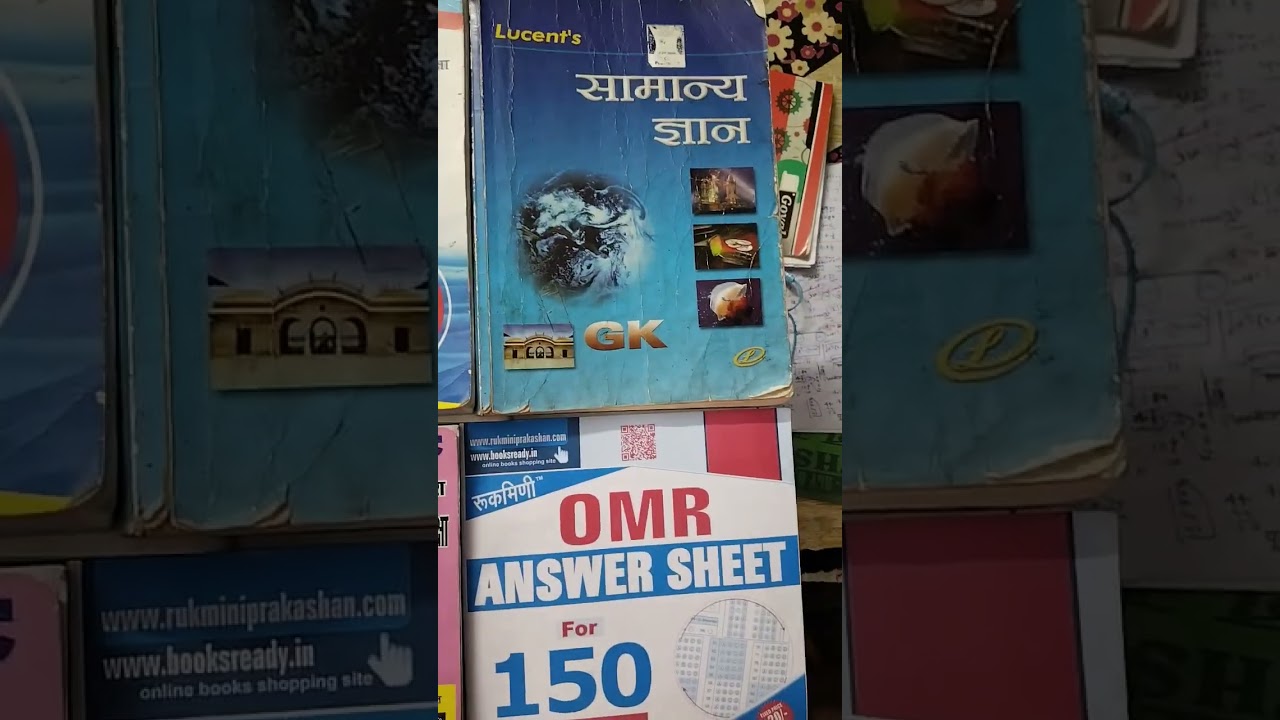 Lucent's
सामान्य
ज्ञान
GK
www.rukminiprakashan.com
www.booksready.in
online books shopping site
रूकमिणी™
OMR
ANSWER SHEET
For
150
www.rukminiprakashan.com
www.booksready.in
online books shopping site